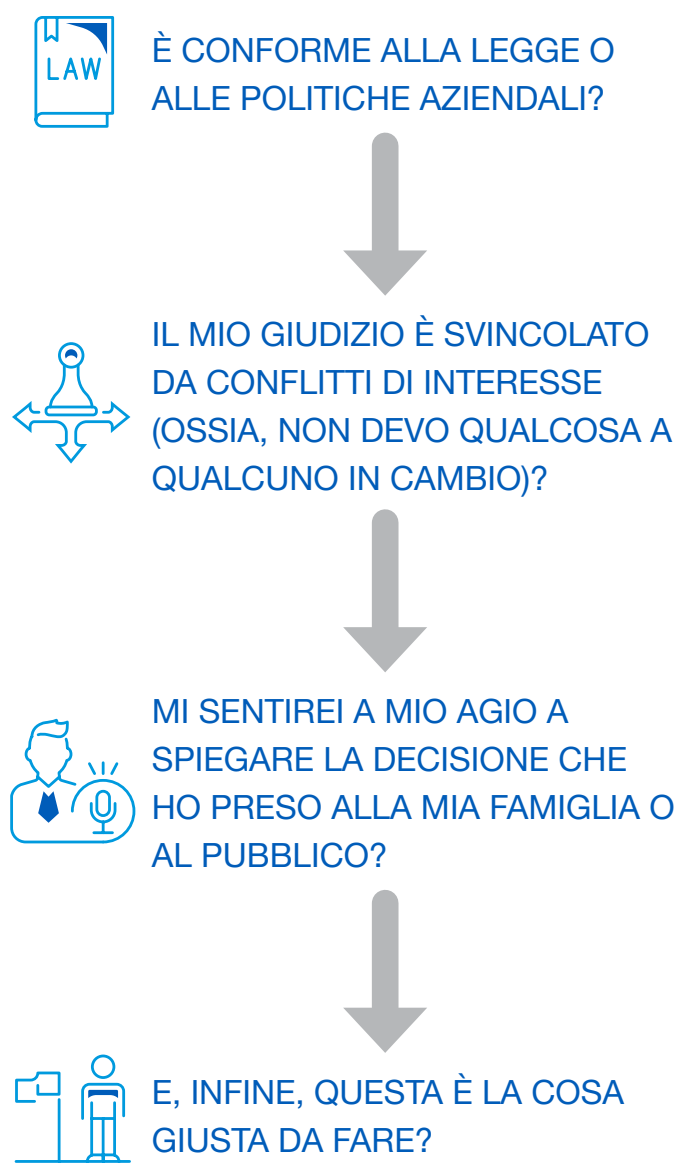 LAW
È CONFORME ALLA LEGGE O
ALLE POLITICHE AZIENDALI?
IL MIO GIUDIZIO È SVINCOLATO
DA CONFLITTI DI INTERESSE
(OSSIA, NON DEVO QUALCOSA A
QUALCUNO IN CAMBIO)?
MI SENTIREI A MIO AGIO A
SPIEGARE LA DECISIONE CHE
HO PRESO ALLA MIA FAMIGLIA O
AL PUBBLICO?
E, INFINE, QUESTA È LA COSA
GIUSTA DA FARE?